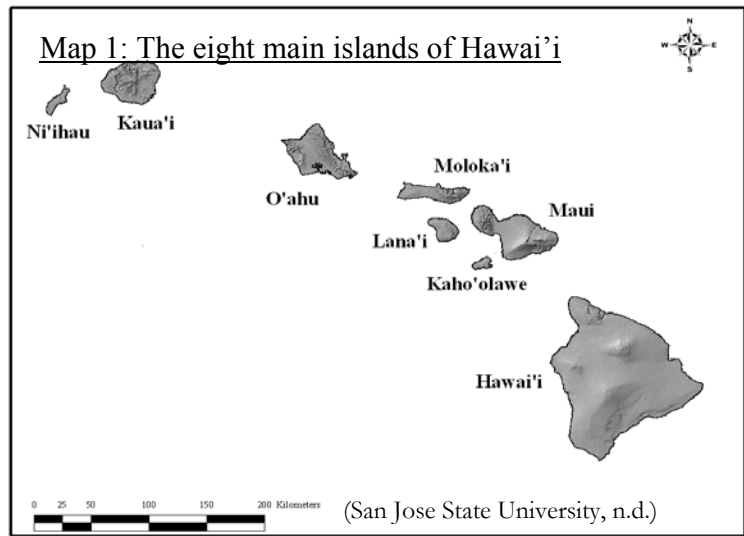 Map 1: The eight main islands of Hawai’i
N
W E
S
Ni'ihau
Kaua'i
O'ahu
Moloka'i
Maui
Lana'i
Kaho'olawe
Hawai'i
0 25 50 100 150 200 Kilometers
(San Jose State University, n.d.)